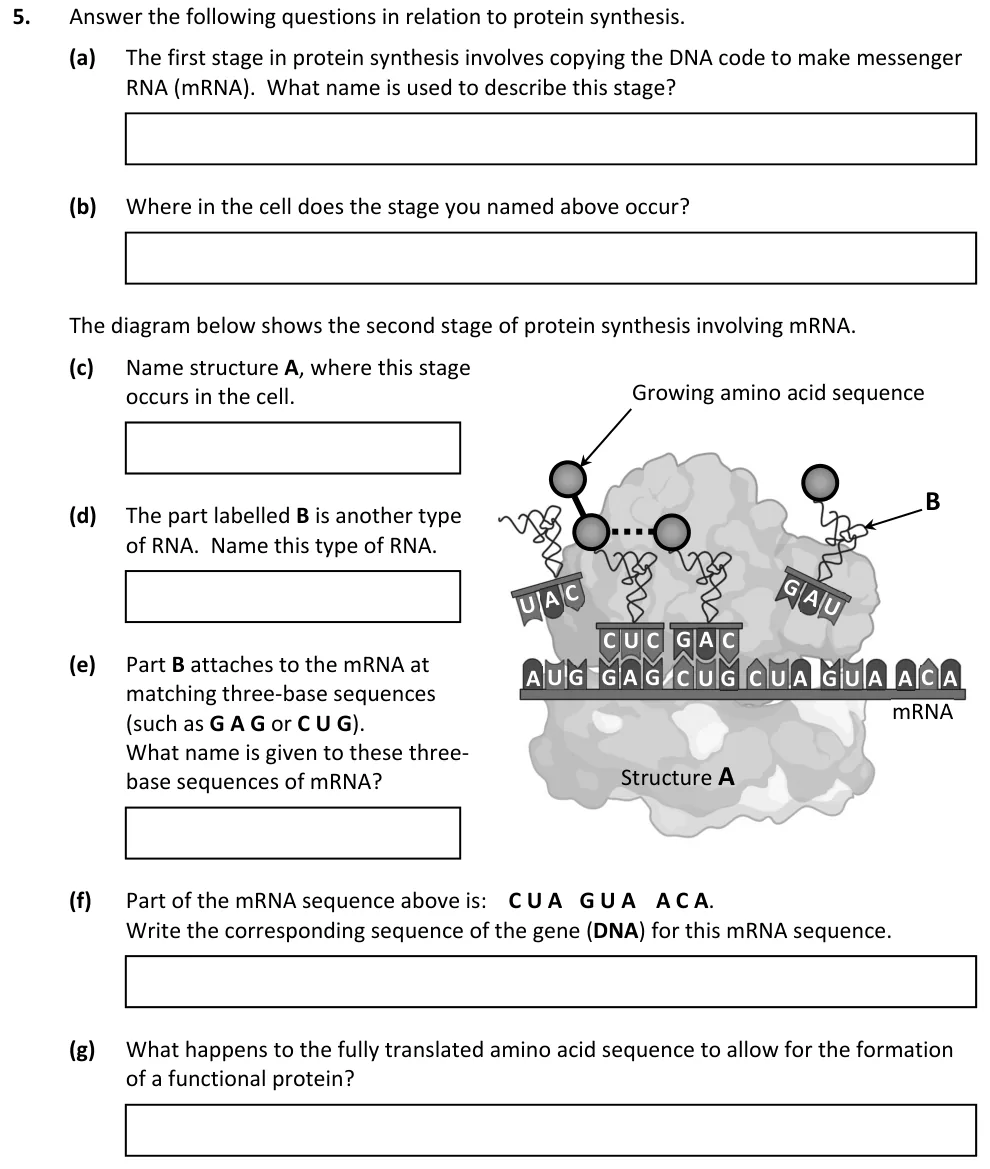 5. Answer the following questions in relation to protein synthesis.
(a) The first stage in protein synthesis involves copying the DNA code to make messenger
RNA (mRNA). What name is used to describe this stage?
(b) Where in the cell does the stage you named above occur?
The diagram below shows the second stage of protein synthesis involving mRNA.
(c) Name structure A, where this stage
occurs in the cell.
Growing amino acid sequence
(d) The part labelled B is another type
of RNA. Name this type of RNA.
B
UAC
GAU
CUC GAC
AUG GAG CUG CUA GUA ACA
mRNA
Structure A
(e) Part B attaches to the mRNA at
matching three-base sequences
(such as G A G or C U G).
What name is given to these three-
base sequences of mRNA?
(f) Part of the mRNA sequence above is: C U A G U A A C A.
Write the corresponding sequence of the gene (DNA) for this mRNA sequence.
(g) What happens to the fully translated amino acid sequence to allow for the formation
of a functional protein?